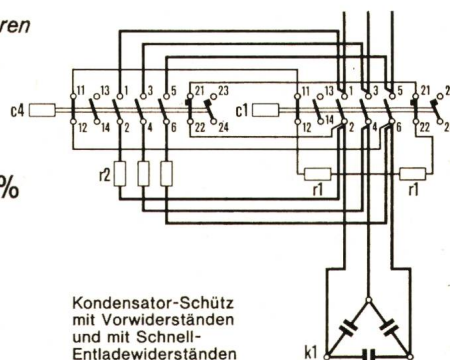 ren
11 13 1 3 5 21 23
11 13 1 3 5 21 2
c4
c1
12 14 2 4 6 22 24
12 14 2 4 6 22 2
%
r2
r1
r1
Kondensator-Schütz
mit Vorwiderständen
und mit Schnell-
Entladewiderständen
k1